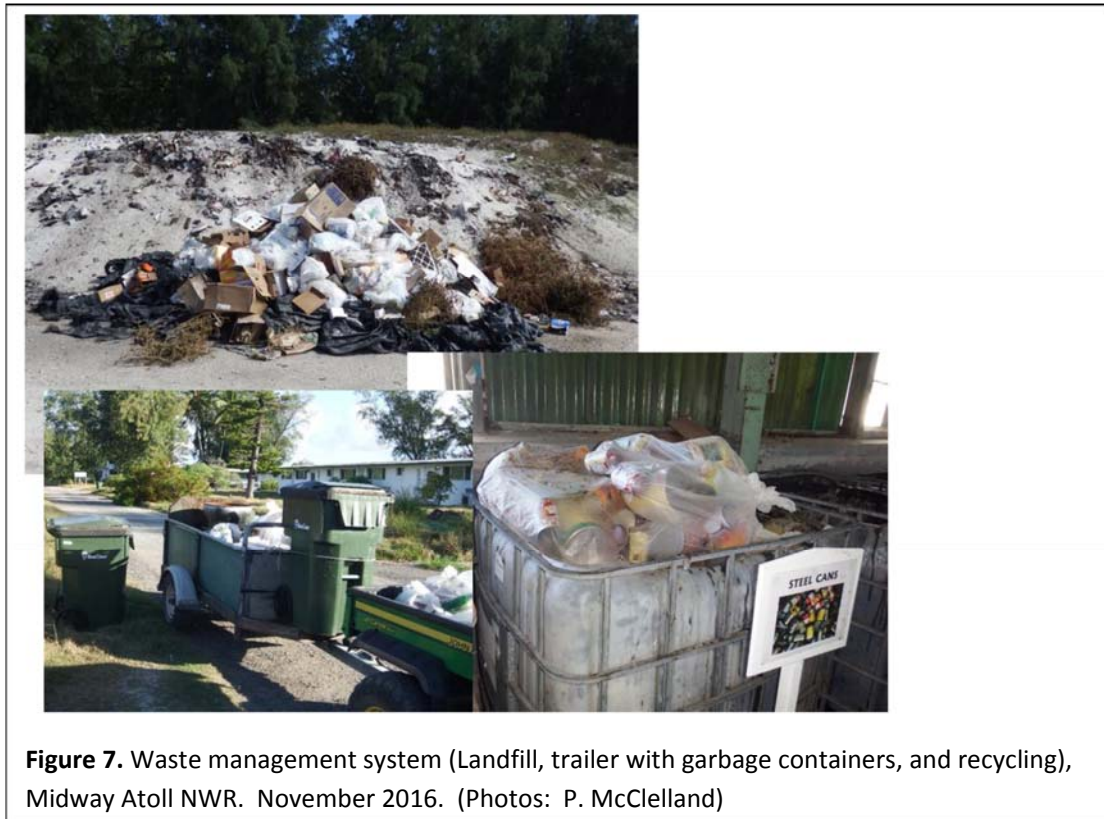 STEEL CANS
JOHN
Figure 7. Waste management system (Landfill, trailer with garbage containers, and recycling),
Midway Atoll NWR.  November 2016.  (Photos:  P. McClelland)